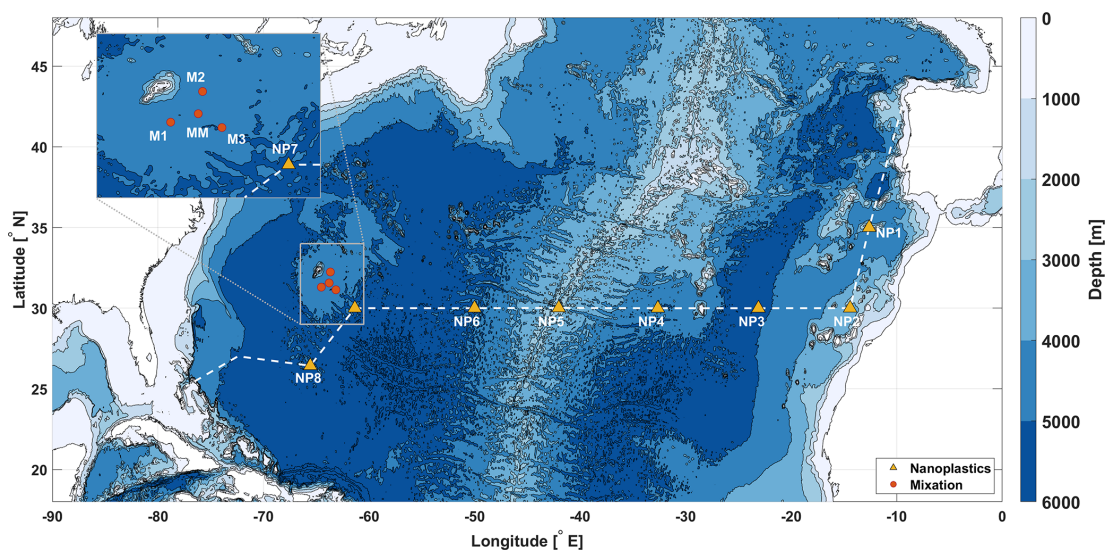 M2
M1
MM
M3
NP7
NP1
NP6
NP5
NP4
NP3
NP2
NP8
45
40
35
30
25
20
Latitude [° N]
-90
-80
-70
-60
-50
-40
-30
-20
-10
0
Longitude [° E]
Nanoplastics
Mixation
0
1000
2000
3000
4000
5000
6000
Depth [m]